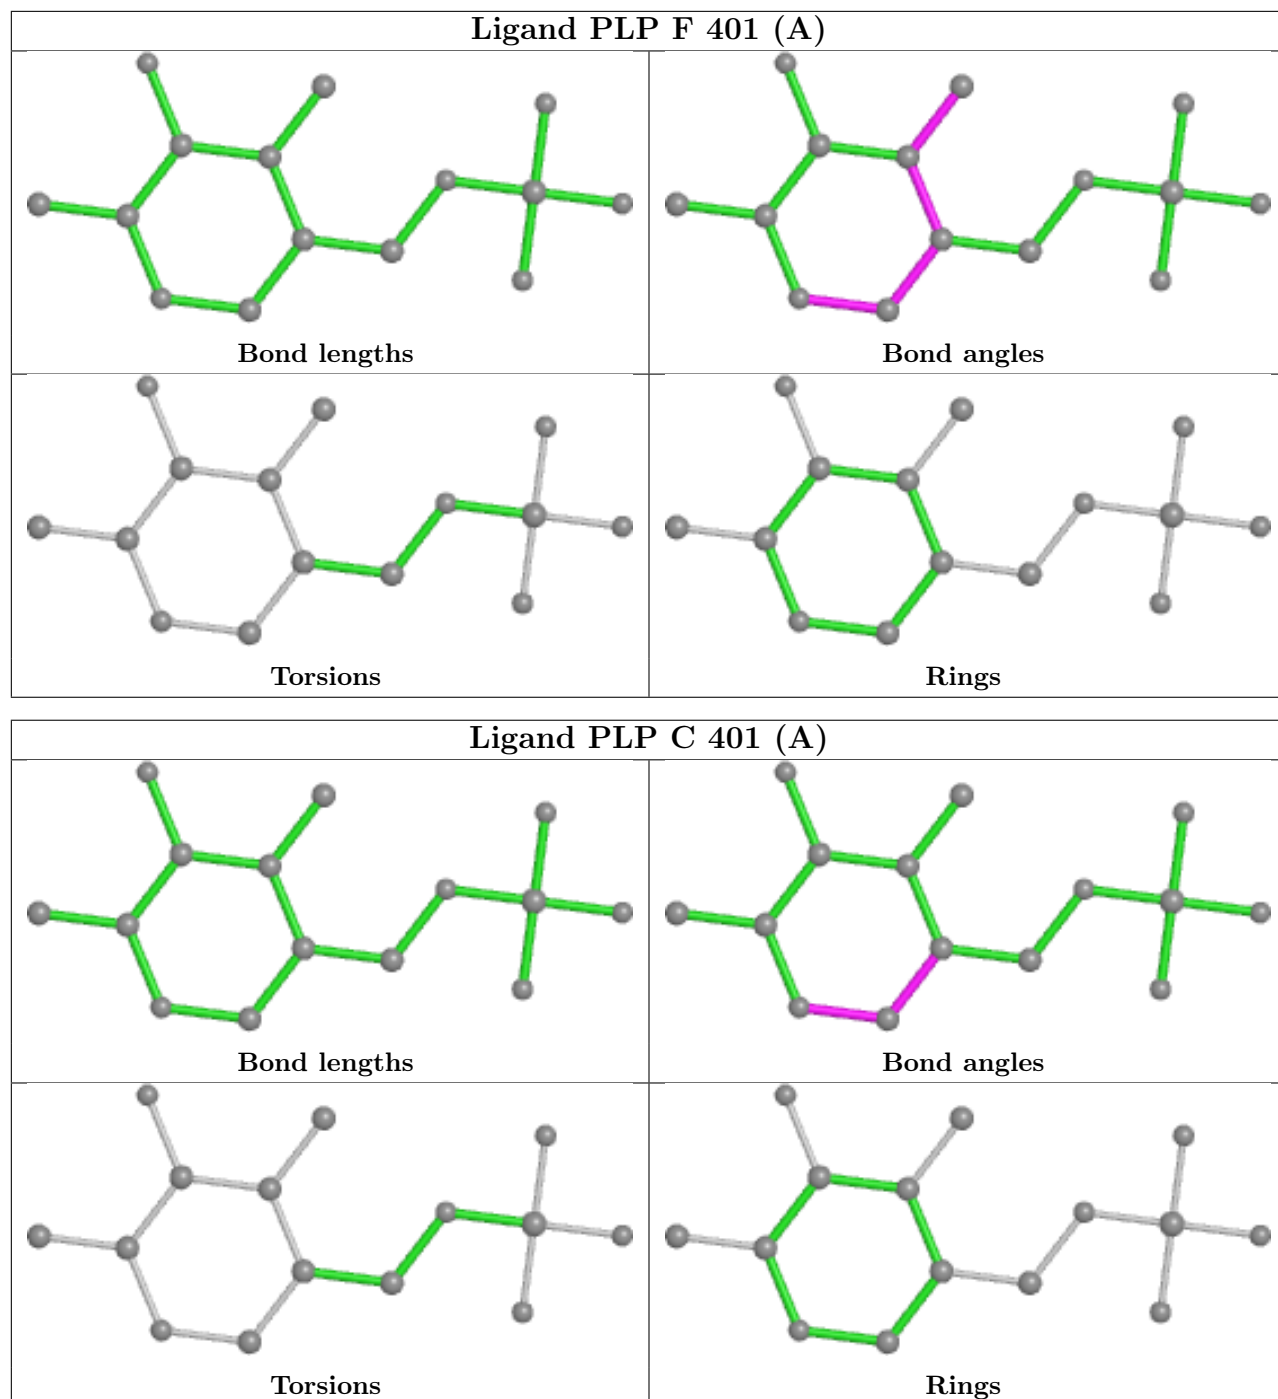 Ligand PLP F 401 (A)
Bond lengths
Bond angles
Torsions
Rings
Ligand PLP C 401 (A)
Bond lengths
Bond angles
Torsions
Rings